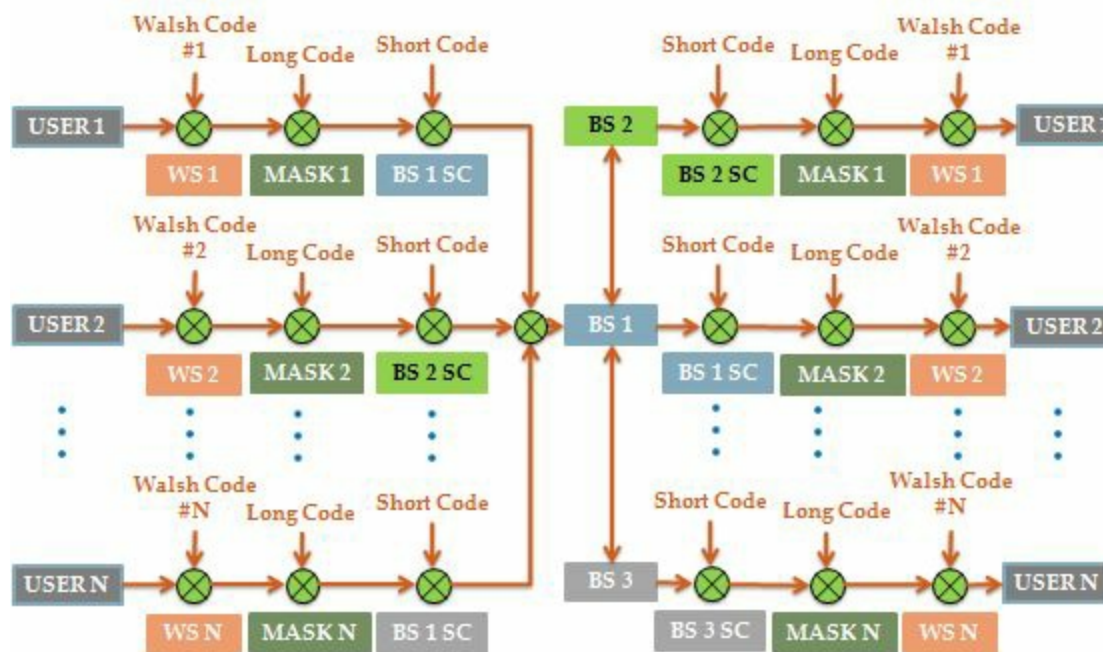 Walsh Code
#1
Long Code
Short Code
USER 1
WS 1
MASK 1
BS 1 SC
Walsh Code
#2
Long Code
Short Code
USER 2
WS 2
MASK 2
BS 2 SC
Walsh Code
#N
Long Code
Short Code
USER N
WS N
MASK N
BS 1 SC
Short Code
Long Code
Walsh Code
#1
BS 2
USER 1
BS 2 SC
MASK 1
WS 1
Short Code
Long Code
Walsh Code
#2
BS 1
USER 2
BS 1 SC
MASK 2
WS 2
Short Code
Long Code
Walsh Code
#N
BS 3
USER N
BS 3 SC
MASK N
WS N